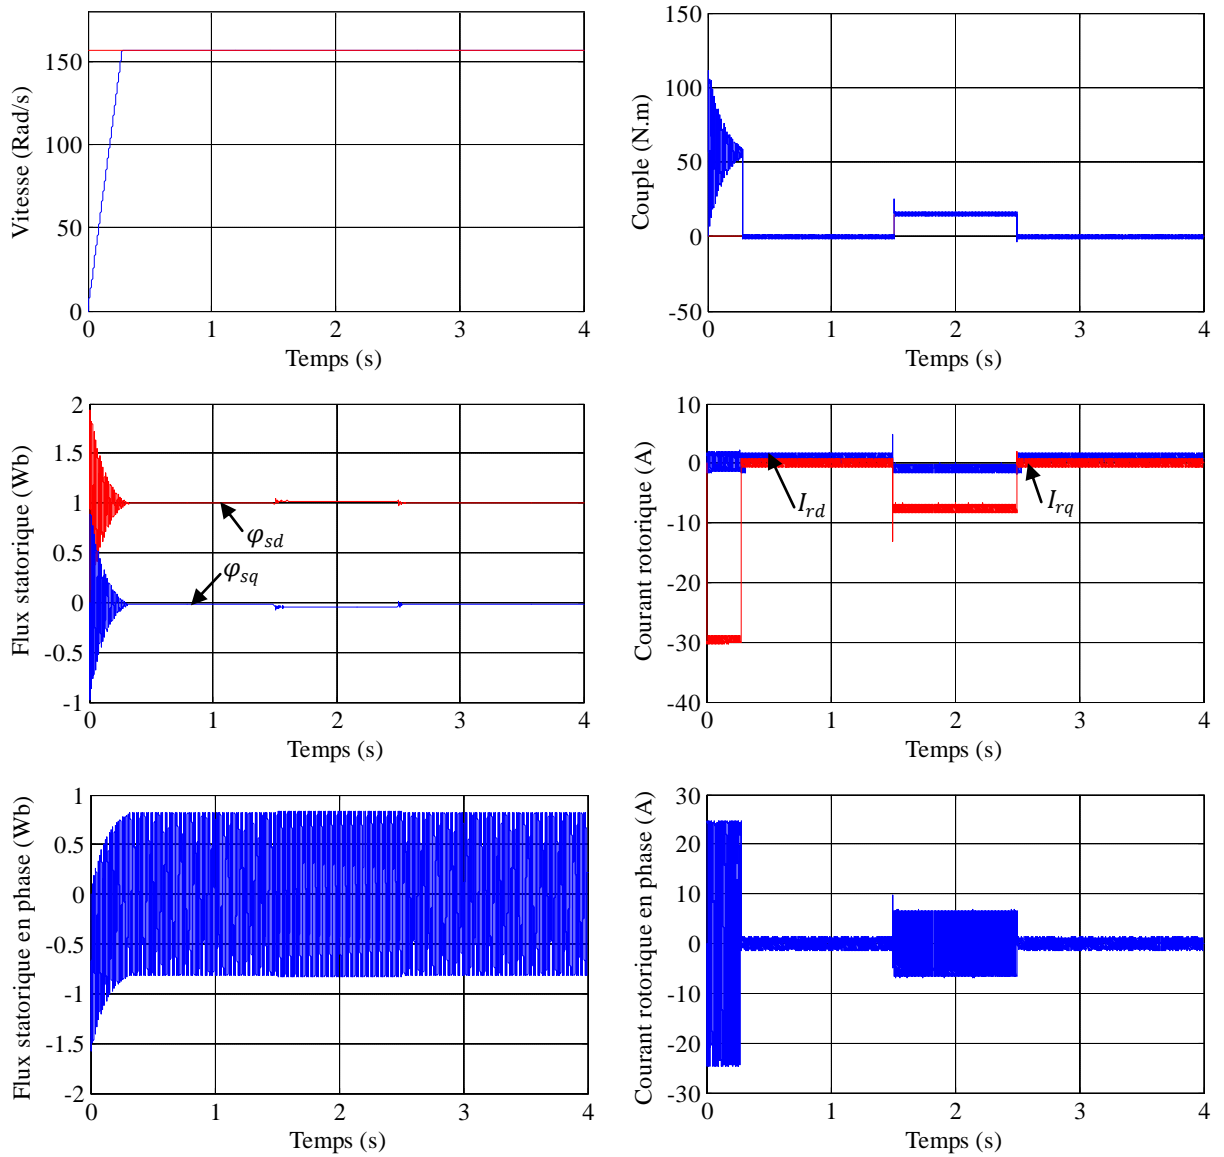 Vitesse (Rad/s)
150
100
50
0
0 1 2 3 4
Temps (s)
Couple (N.m)
150
100
50
0
-50
0 1 2 3 4
Temps (s)
Flux statorique (Wb)
2
1.5
1
0.5
0
-0.5
-1
φsd
φsq
0 1 2 3 4
Temps (s)
Courant rotorique (A)
10
0
-10
-20
-30
-40
Ird
Irq
0 1 2 3 4
Temps (s)
Flux statorique en phase (Wb)
1
0.5
0
-0.5
-1
-1.5
-2
0 1 2 3 4
Temps (s)
Courant rotorique en phase (A)
30
20
10
0
-10
-20
-30
0 1 2 3 4
Temps (s)